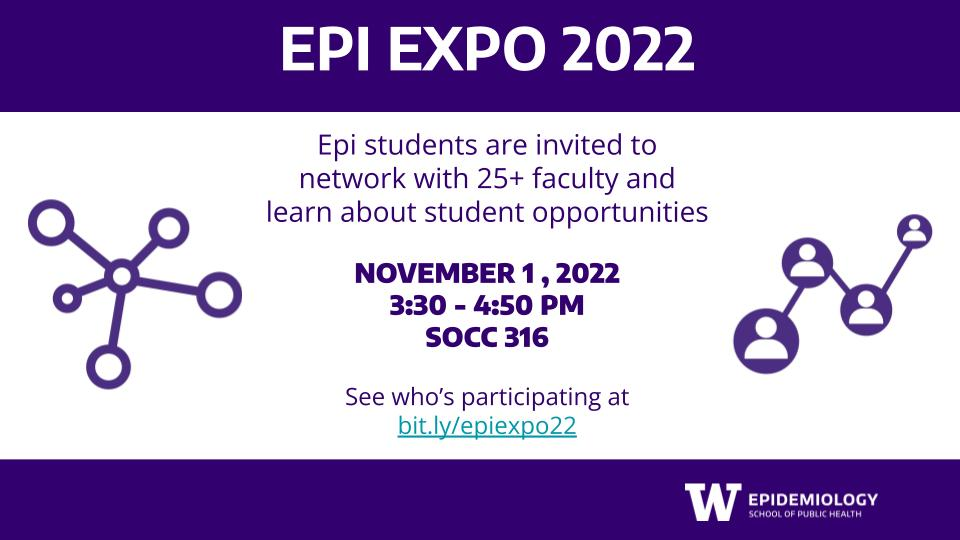 EPI EXPO 2022
Epi students are invited to
network with 25+ faculty and
learn about student opportunities
NOVEMBER 1 , 2022
3:30 - 4:50 PM
SOCC 316
See who's participating at
bit.ly/epiexpo22
W EPIDEMIOLOGY
SCHOOL OF PUBLIC HEALTH